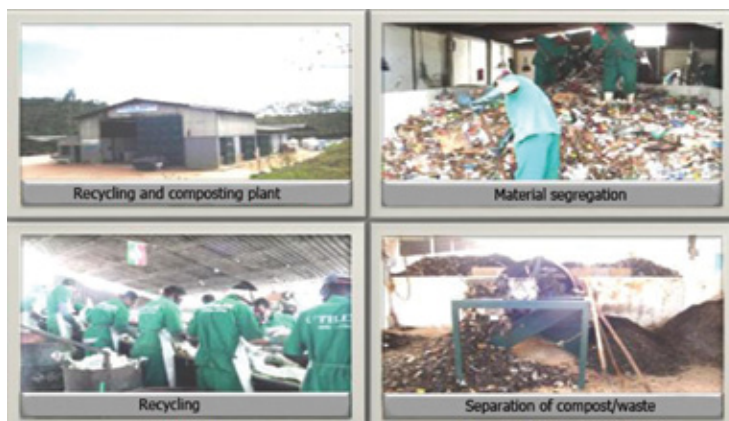 Recycling and composting plant
Material segregation
Recycling
Separation of compost/waste